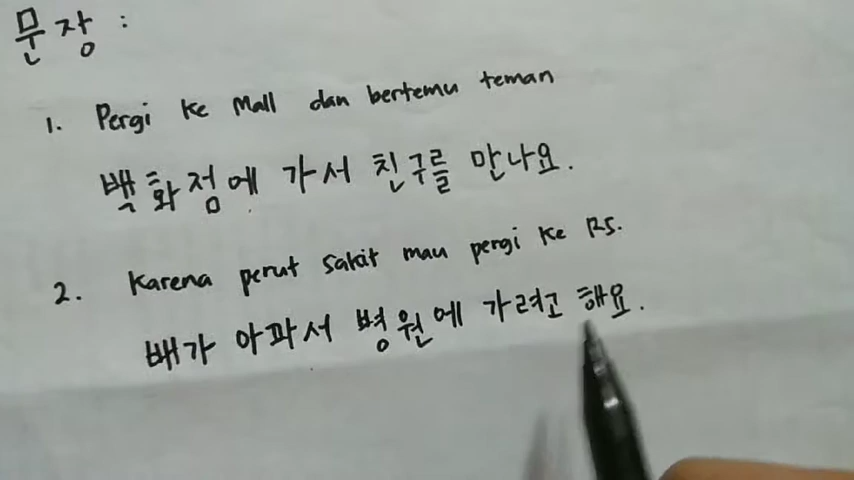 문장 :
1. Pergi ke Mall dan bertemu teman
백화점에 가서 친구를 만나요.
2. Karena perut sakit mau pergi ke RS.
배가 아파서 병원에 가려고 해요.